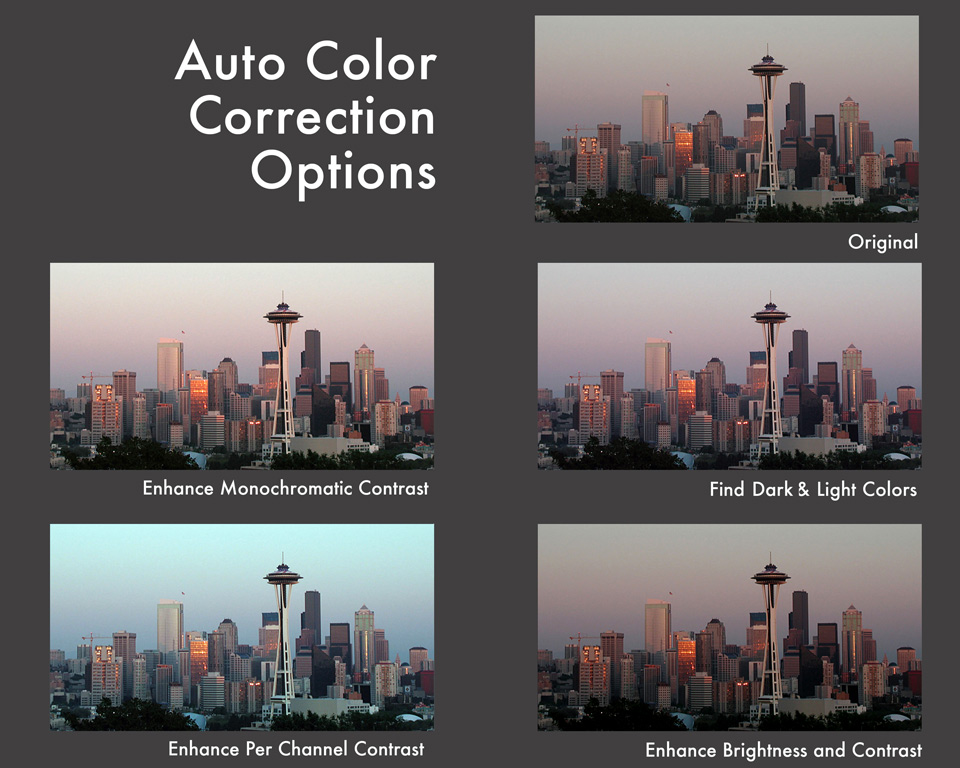 Auto Color
Correction
Options
Original
Enhance Monochromatic Contrast
Find Dark & Light Colors
Enhance Per Channel Contrast
Enhance Brightness and Contrast